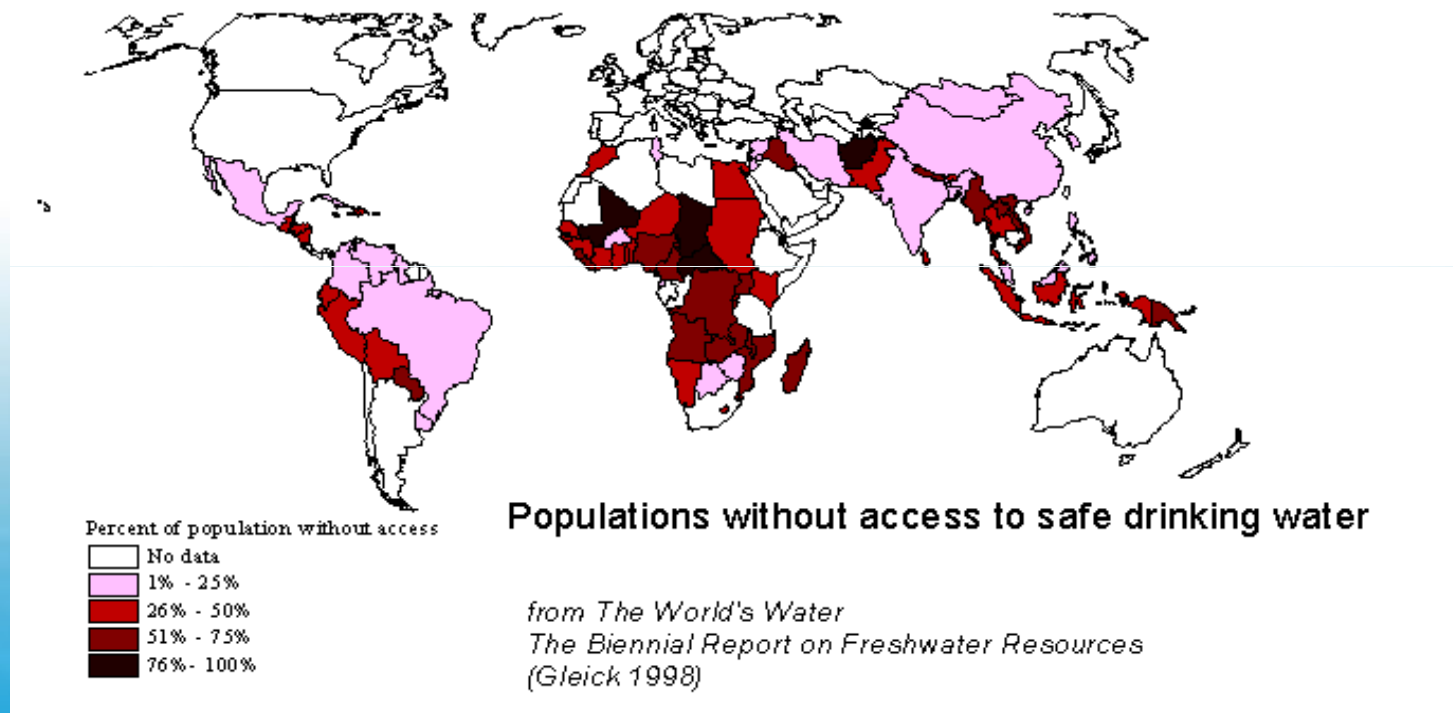 Populations without access to safe drinking water
Percent of population without access
No data
1% - 25%
26% - 50%
51% - 75%
76%- 100%
from The World's Water
The Biennial Report on Freshwater Resources
(Gleick 1998)